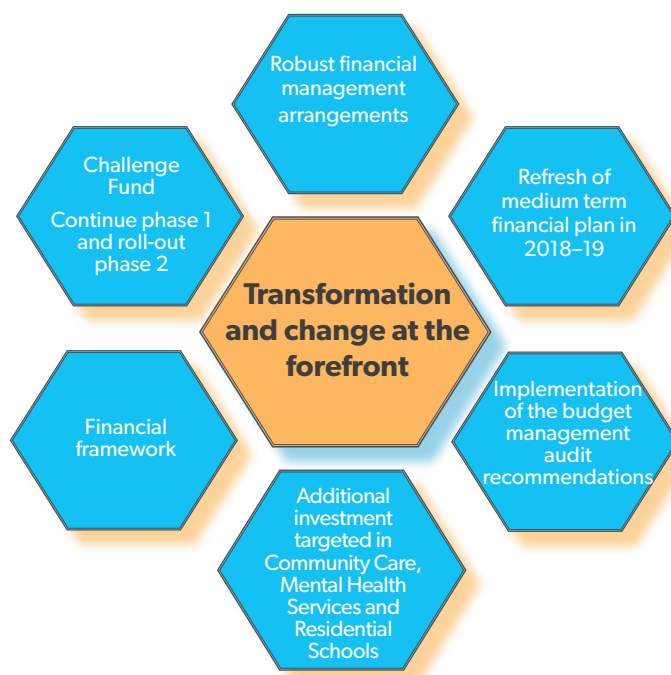 Robust financial
management
arrangements
Challenge
Fund
Continue phase 1
and roll-out
phase 2
Refresh of
medium term
financial plan in
2018–19
Transformation
and change at the
forefront
Financial
framework
Implementation
of the budget
management
audit
recommendations
Additional
investment
targeted in
Community Care,
Mental Health
Services and
Residential
Schools